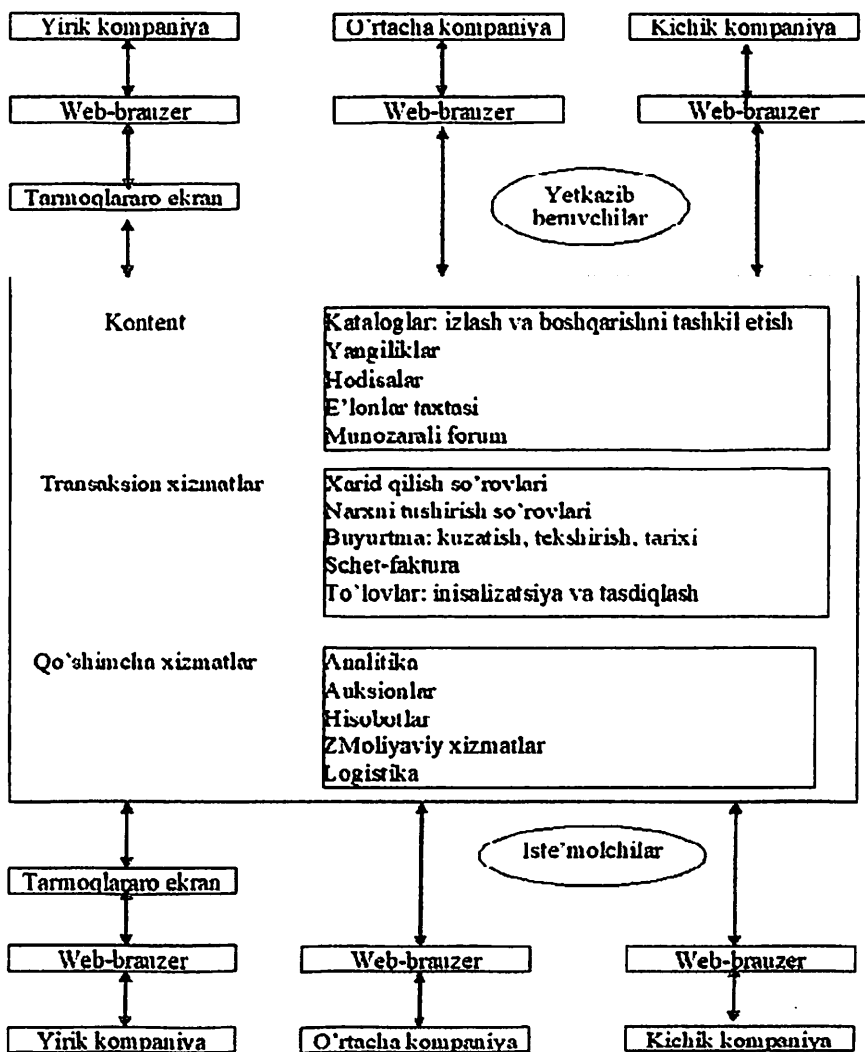 Yirik kompaniya
O'rtacha kompaniya
Kichik kompaniya
Web-brauzer
Web-brauzer
Web-brauzer
Tarmoqlararo ekran
Yetkazib
beruvchilar
Kontent
Kataloglar: izlash va boshqarishni tashkil etish
Yangiliklar
Hodisalar
E'lonlar taxtasi
Munozarali forum
Transaksion xizmatlar
Xarid qilish so'rovlari
Narxni tushirish so'rovlari
Buyurtma: kuzatish, tekshirish, tarixi
Schet-faktura
To'lovlar: inisalizatsiya va tasdiqlash
Qo'shimcha xizmatlar
Analitika
Auksionlar
Hisobotlar
ZMoliyaviy xizmatlar
Logistika
Iste'molchilar
Tarmoqlararo ekran
Web-brauzer
Web-brauzer
Web-brauzer
Yirik kompaniya
O'rtacha kompaniya
Kichik kompaniya